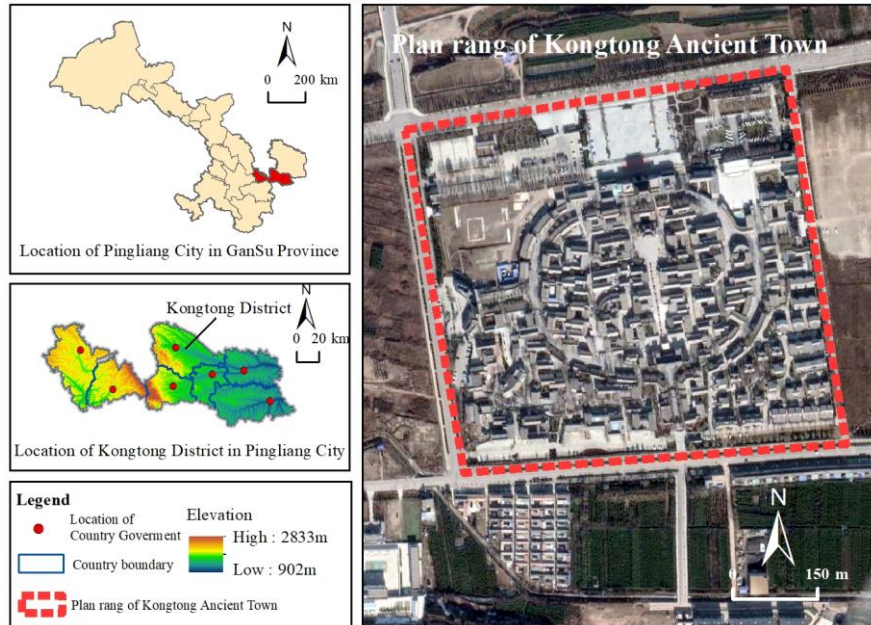 N
0 200 km
Location of Pingliang City in GanSu Province
Kongtong District
N
0 20 km
Location of Kongtong District in Pingliang City
Legend
Location of
Country Goverment
Country boundary
Elevation
High : 2833m
Low : 902m
Plan rang of Kongtong Ancient Town
Plan rang of Kongtong Ancient Town
N
0 150 m